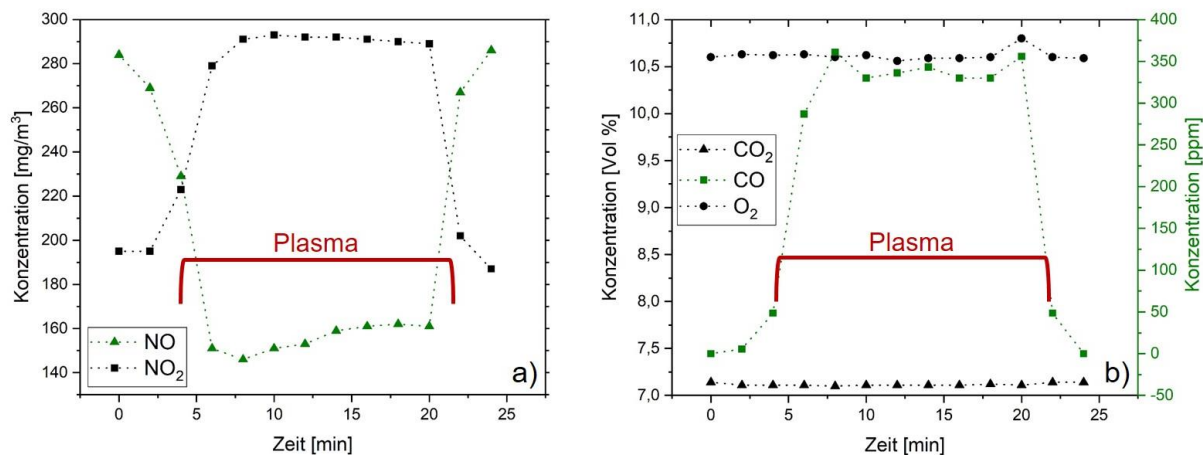 300
280
260
240
220
200
180
160
140
Konzentration [mg/m³]
Plasma
NO
NO₂
a)
0 5 10 15 20 25
Zeit [min]
11,0
10,5
10,0
9,5
9,0
8,5
8,0
7,5
7,0
Konzentration [Vol %]
CO₂
CO
O₂
Plasma
b)
400
350
300
250
200
150
100
50
0
-50
Konzentration [ppm]
0 5 10 15 20 25
Zeit [min]